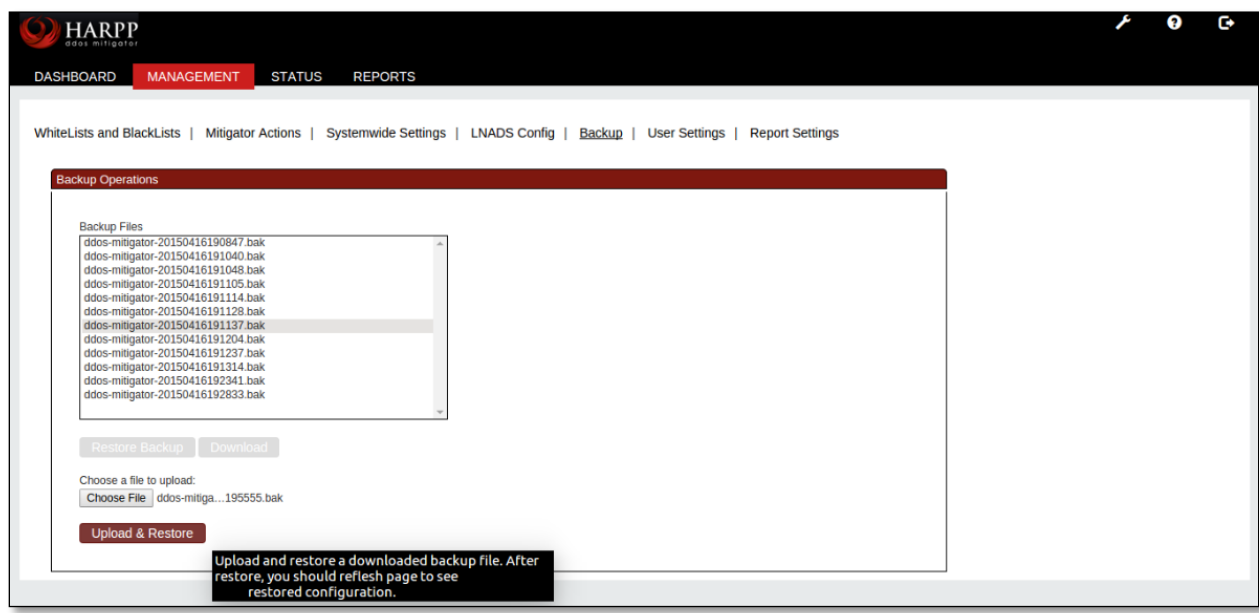 HARPP
ddos mitigator
DASHBOARD MANAGEMENT STATUS REPORTS
WhiteLists and BlackLists | Mitigator Actions | Systemwide Settings | LNADS Config | Backup | User Settings | Report Settings
Backup Operations
Backup Files
ddos-mitigator-20150416190847.bak
ddos-mitigator-20150416191040.bak
ddos-mitigator-20150416191048.bak
ddos-mitigator-20150416191105.bak
ddos-mitigator-20150416191114.bak
ddos-mitigator-20150416191128.bak
ddos-mitigator-20150416191137.bak
ddos-mitigator-20150416191204.bak
ddos-mitigator-20150416191237.bak
ddos-mitigator-20150416191314.bak
ddos-mitigator-20150416192341.bak
ddos-mitigator-20150416192833.bak
Restore Backup Download
Choose a file to upload:
Choose File ddos-mitiga...195555.bak
Upload & Restore
Upload and restore a downloaded backup file. After
restore, you should reflesh page to see
restored configuration.